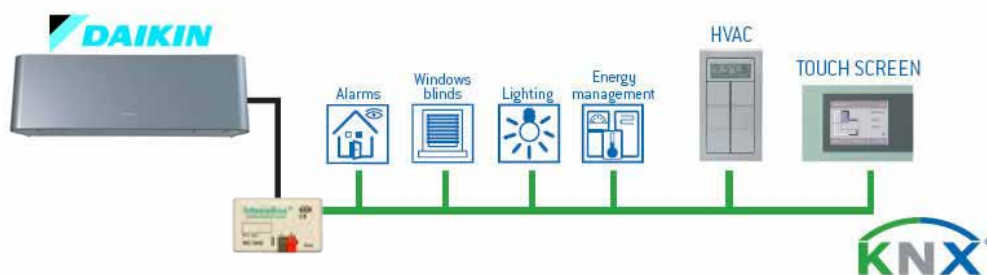 DAIKIN
HVAC
TOUCH SCREEN
Alarms
Windows
blinds
Lighting
Energy
management
KNX